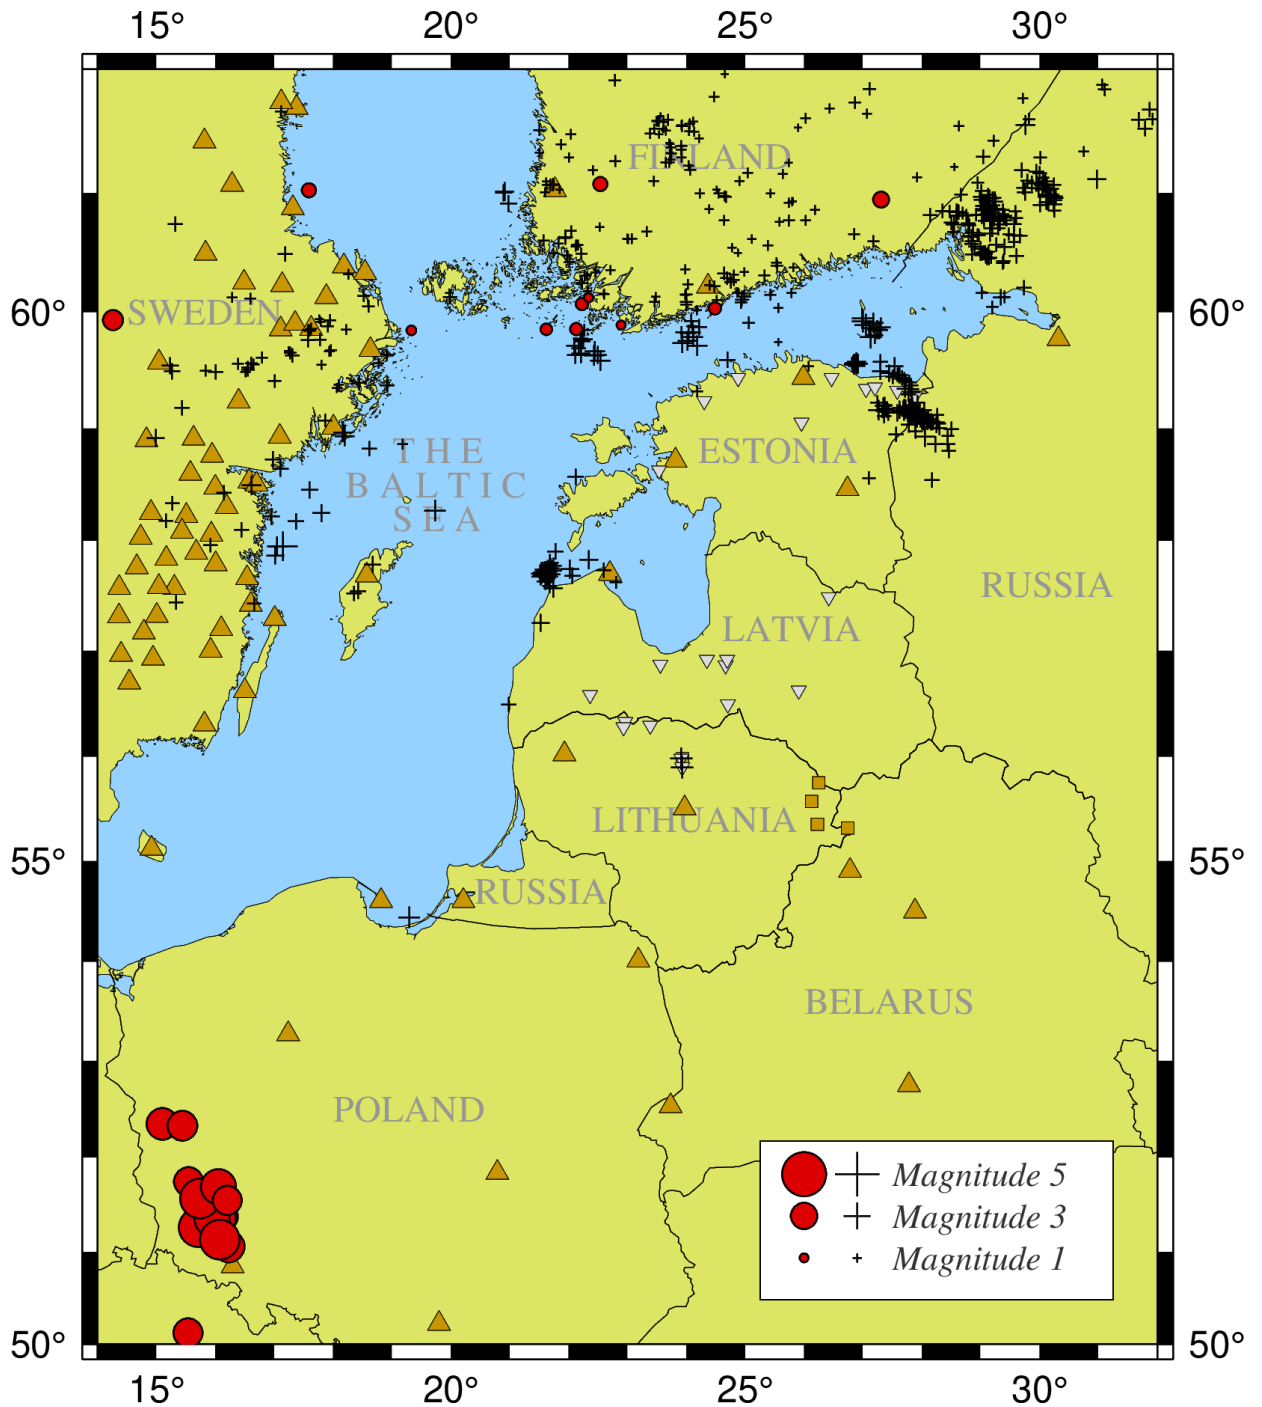 15° 20° 25° 30°
FINLAND
60° SWEDEN 60°
THE
BALTIC
SEA
ESTONIA
RUSSIA
LATVIA
LITHUANIA
55° 55°
RUSSIA
BELARUS
POLAND
Magnitude 5
Magnitude 3
Magnitude 1
50° 50°
15° 20° 25° 30°